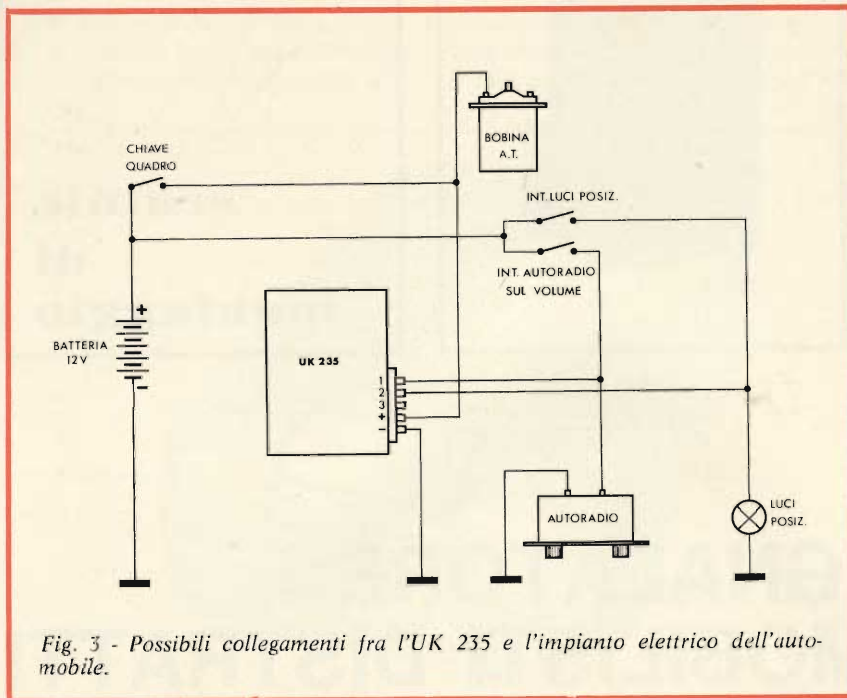 BOBINA
A.T.
CHIAVE
QUADRO
INT. LUCI POSIZ.
INT. AUTORADIO
SUL VOLUME
+
BATTERIA
12V
-
UK 235
1
2
3
+
-
AUTORADIO
LUCI
POSIZ.
Fig. 3 - Possibili collegamenti fra l'UK 235 e l'impianto elettrico dell'auto-
mobile.